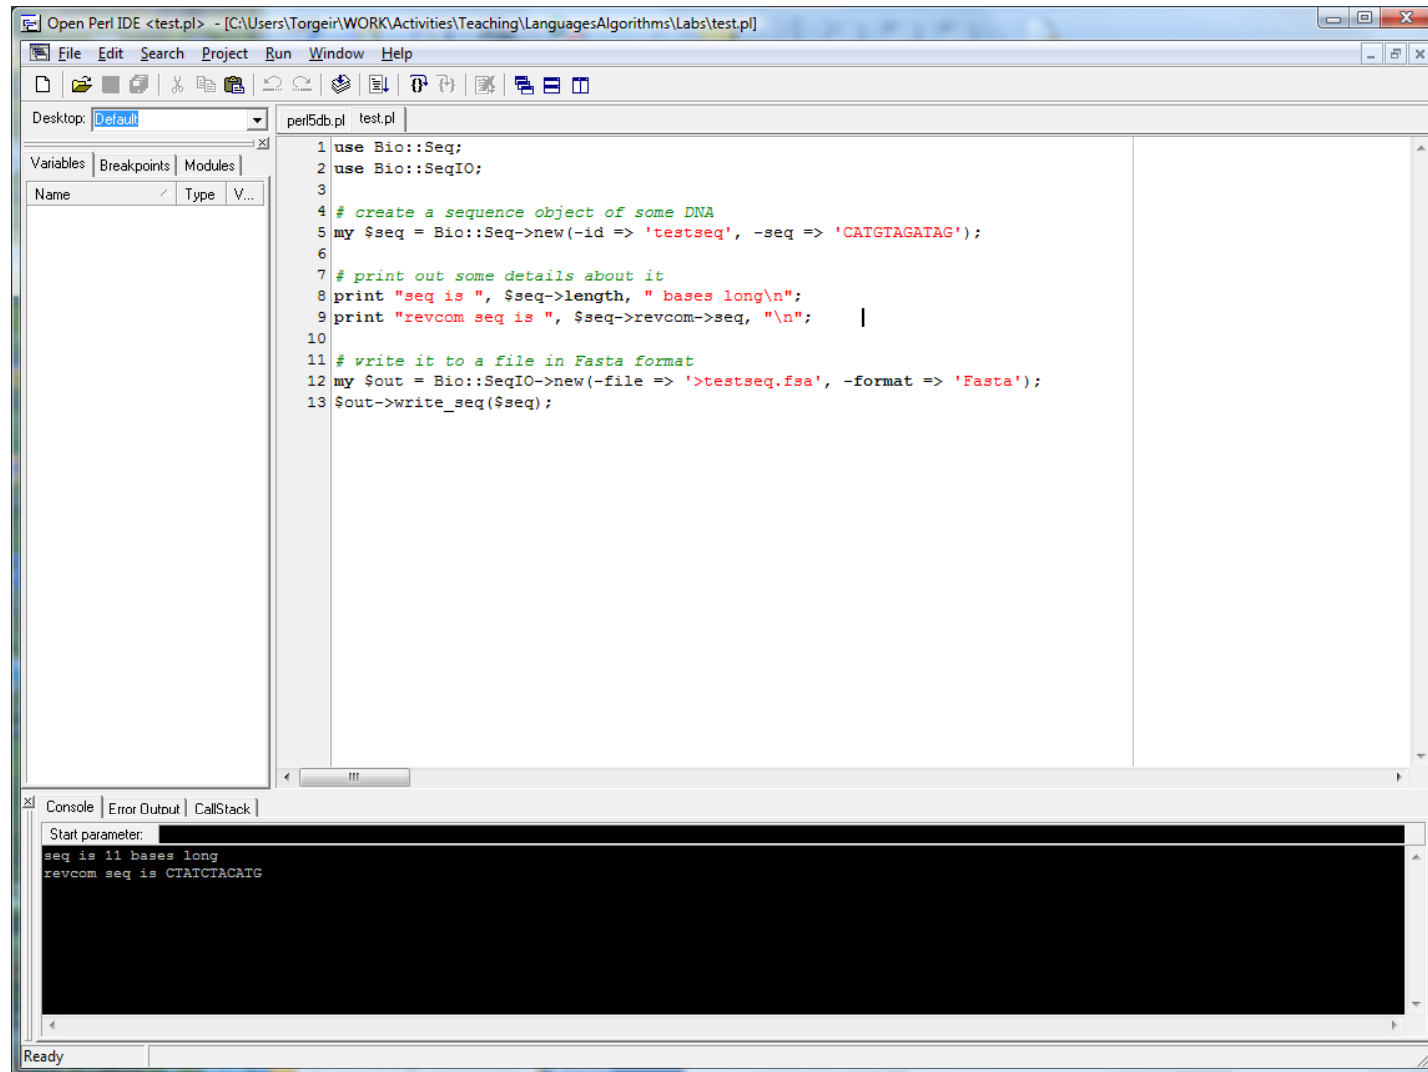 Open Perl IDE <test.pl> - [C:\Users\Torgeir\WORK\Activities\Teaching\LanguagesAlgorithms\Labs\test.pl]
File Edit Search Project Run Window Help
Desktop: Default
perl5db.pl test.pl
Variables Breakpoints Modules
Name Type V...
1 use Bio::Seq;
2 use Bio::SeqIO;
3
4 # create a sequence object of some DNA
5 my $seq = Bio::Seq->new(-id => 'testseq', -seq => 'CATGTAGATAG');
6
7 # print out some details about it
8 print "seq is ", $seq->length, " bases long\n";
9 print "revcom seq is ", $seq->revcom->seq, "\n";
10
11 # write it to a file in Fasta format
12 my $out = Bio::SeqIO->new(-file => '>testseq.fsa', -format => 'Fasta');
13 $out->write_seq($seq);
Console Error Output CallStack
Start parameter:
seq is 11 bases long
revcom seq is CTATCTACATG
Ready